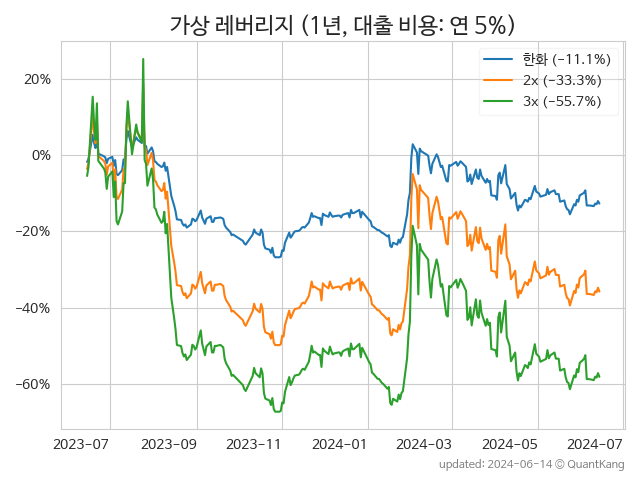 가상 레버리지 (1년, 대출 비용: 연 5%)
한화 (−11.1%)
2x (−33.3%)
3x (−55.7%)
20%
0%
−20%
−40%
−60%
2023−07 2023−09 2023−11 2024−01 2024−03 2024−05 2024−07
updated: 2024-06-14 © QuantKang